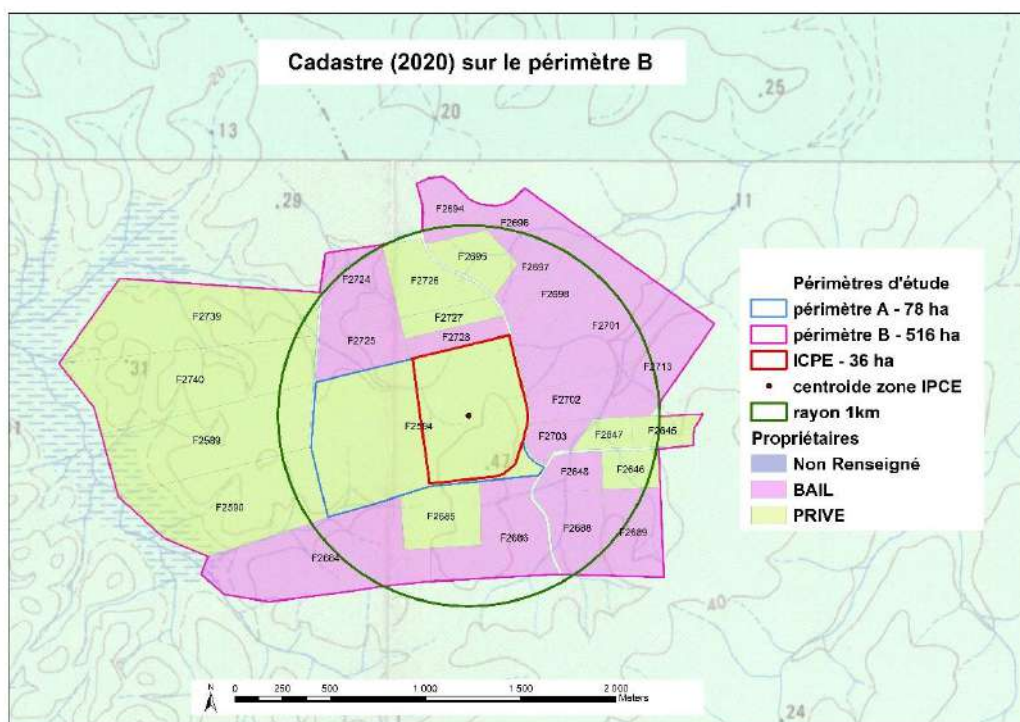 Cadastre (2020) sur le périmètre B
25
20
20
13
29
11
F2694
F2696
F2695
F2697
F2724
F2726
F2698
F2739
F2727
F2701
F2728
F2725
F2713
31
F2740
F2702
F2594
F2703
F2647
F2645
F2589
47
F2648
F2646
F2590
F2685
F2686
F2688
F2689
F2684
40
24
Périmètres d'étude
périmètre A - 78 ha
périmètre B - 516 ha
ICPE - 36 ha
centroide zone IPCE
rayon 1km
Propriétaires
Non Renseigné
BAIL
PRIVE
N
0 250 500 1 000 1 500 2 000
Meters